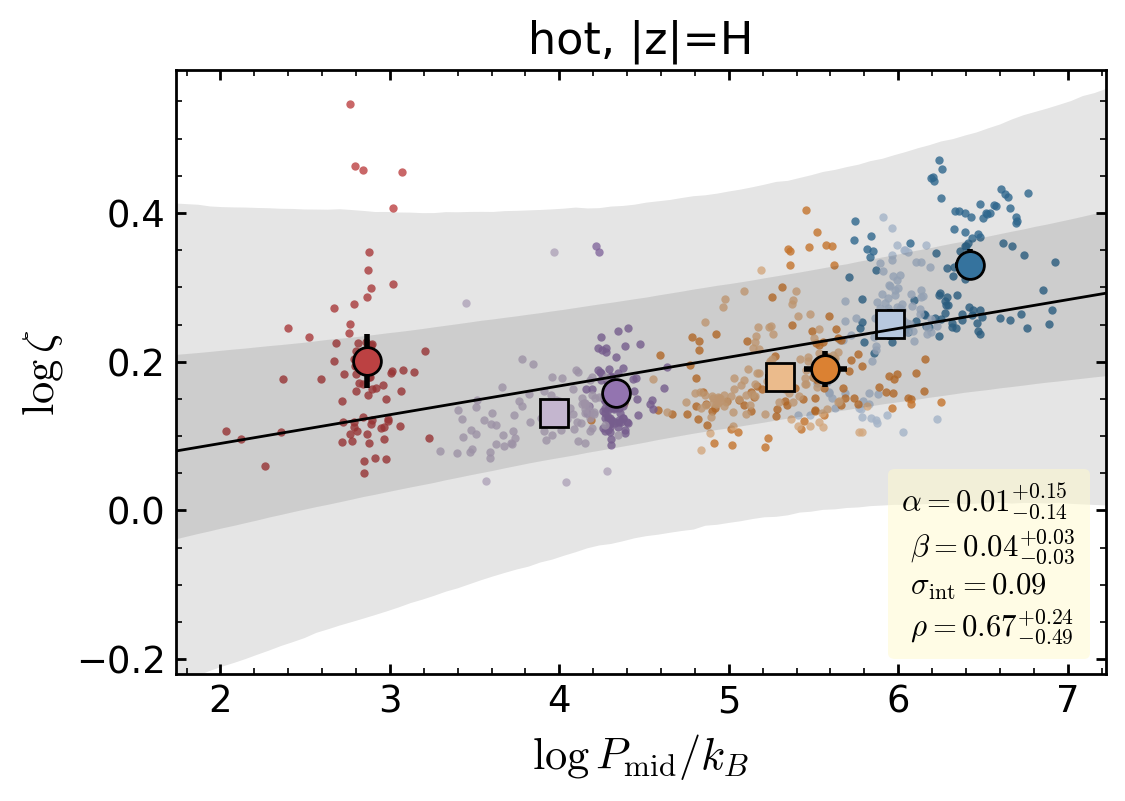 hot, |z|=H
log ζ
0.4
0.2
0.0
−0.2
α = 0.01^{+0.15}_{−0.14}
β = 0.04^{+0.03}_{−0.03}
σ_int = 0.09
ρ = 0.67^{+0.24}_{−0.49}
2 3 4 5 6 7
log P_mid/k_B